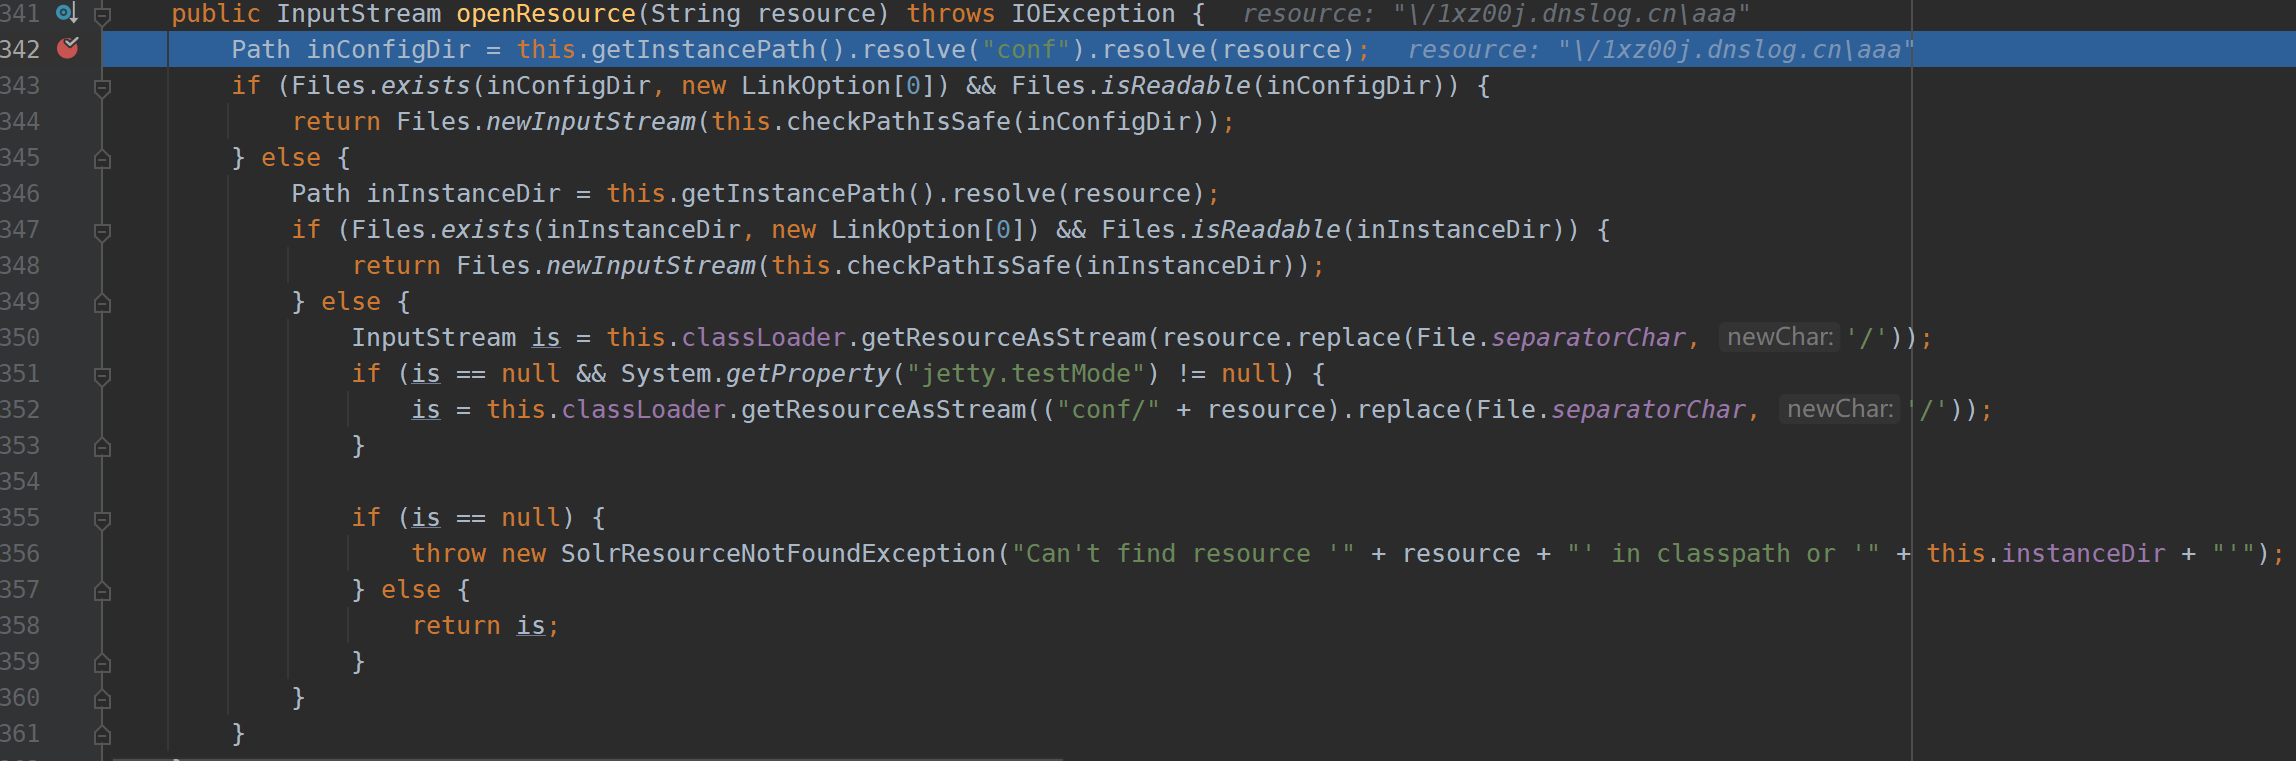 341 public InputStream openResource(String resource) throws IOException { resource: "\/1xz00j.dnslog.cn\aaa"
342 Path inConfigDir = this.getInstancePath().resolve("conf").resolve(resource); resource: "\/1xz00j.dnslog.cn\aaa"
343 if (Files.exists(inConfigDir, new LinkOption[0]) && Files.isReadable(inConfigDir)) {
344 return Files.newInputStream(this.checkPathIsSafe(inConfigDir));
345 } else {
346 Path inInstanceDir = this.getInstancePath().resolve(resource);
347 if (Files.exists(inInstanceDir, new LinkOption[0]) && Files.isReadable(inInstanceDir)) {
348 return Files.newInputStream(this.checkPathIsSafe(inInstanceDir));
349 } else {
350 InputStream is = this.classLoader.getResourceAsStream(resource.replace(File.separatorChar, newChar: '/'));
351 if (is == null && System.getProperty("jetty.testMode") != null) {
352 is = this.classLoader.getResourceAsStream(("conf/" + resource).replace(File.separatorChar, newChar: '/'));
353 }
354
355 if (is == null) {
356 throw new SolrResourceNotFoundException("Can't find resource '" + resource + "' in classpath or '" + this.instanceDir + "'");
357 } else {
358 return is;
359 }
360 }
361 }